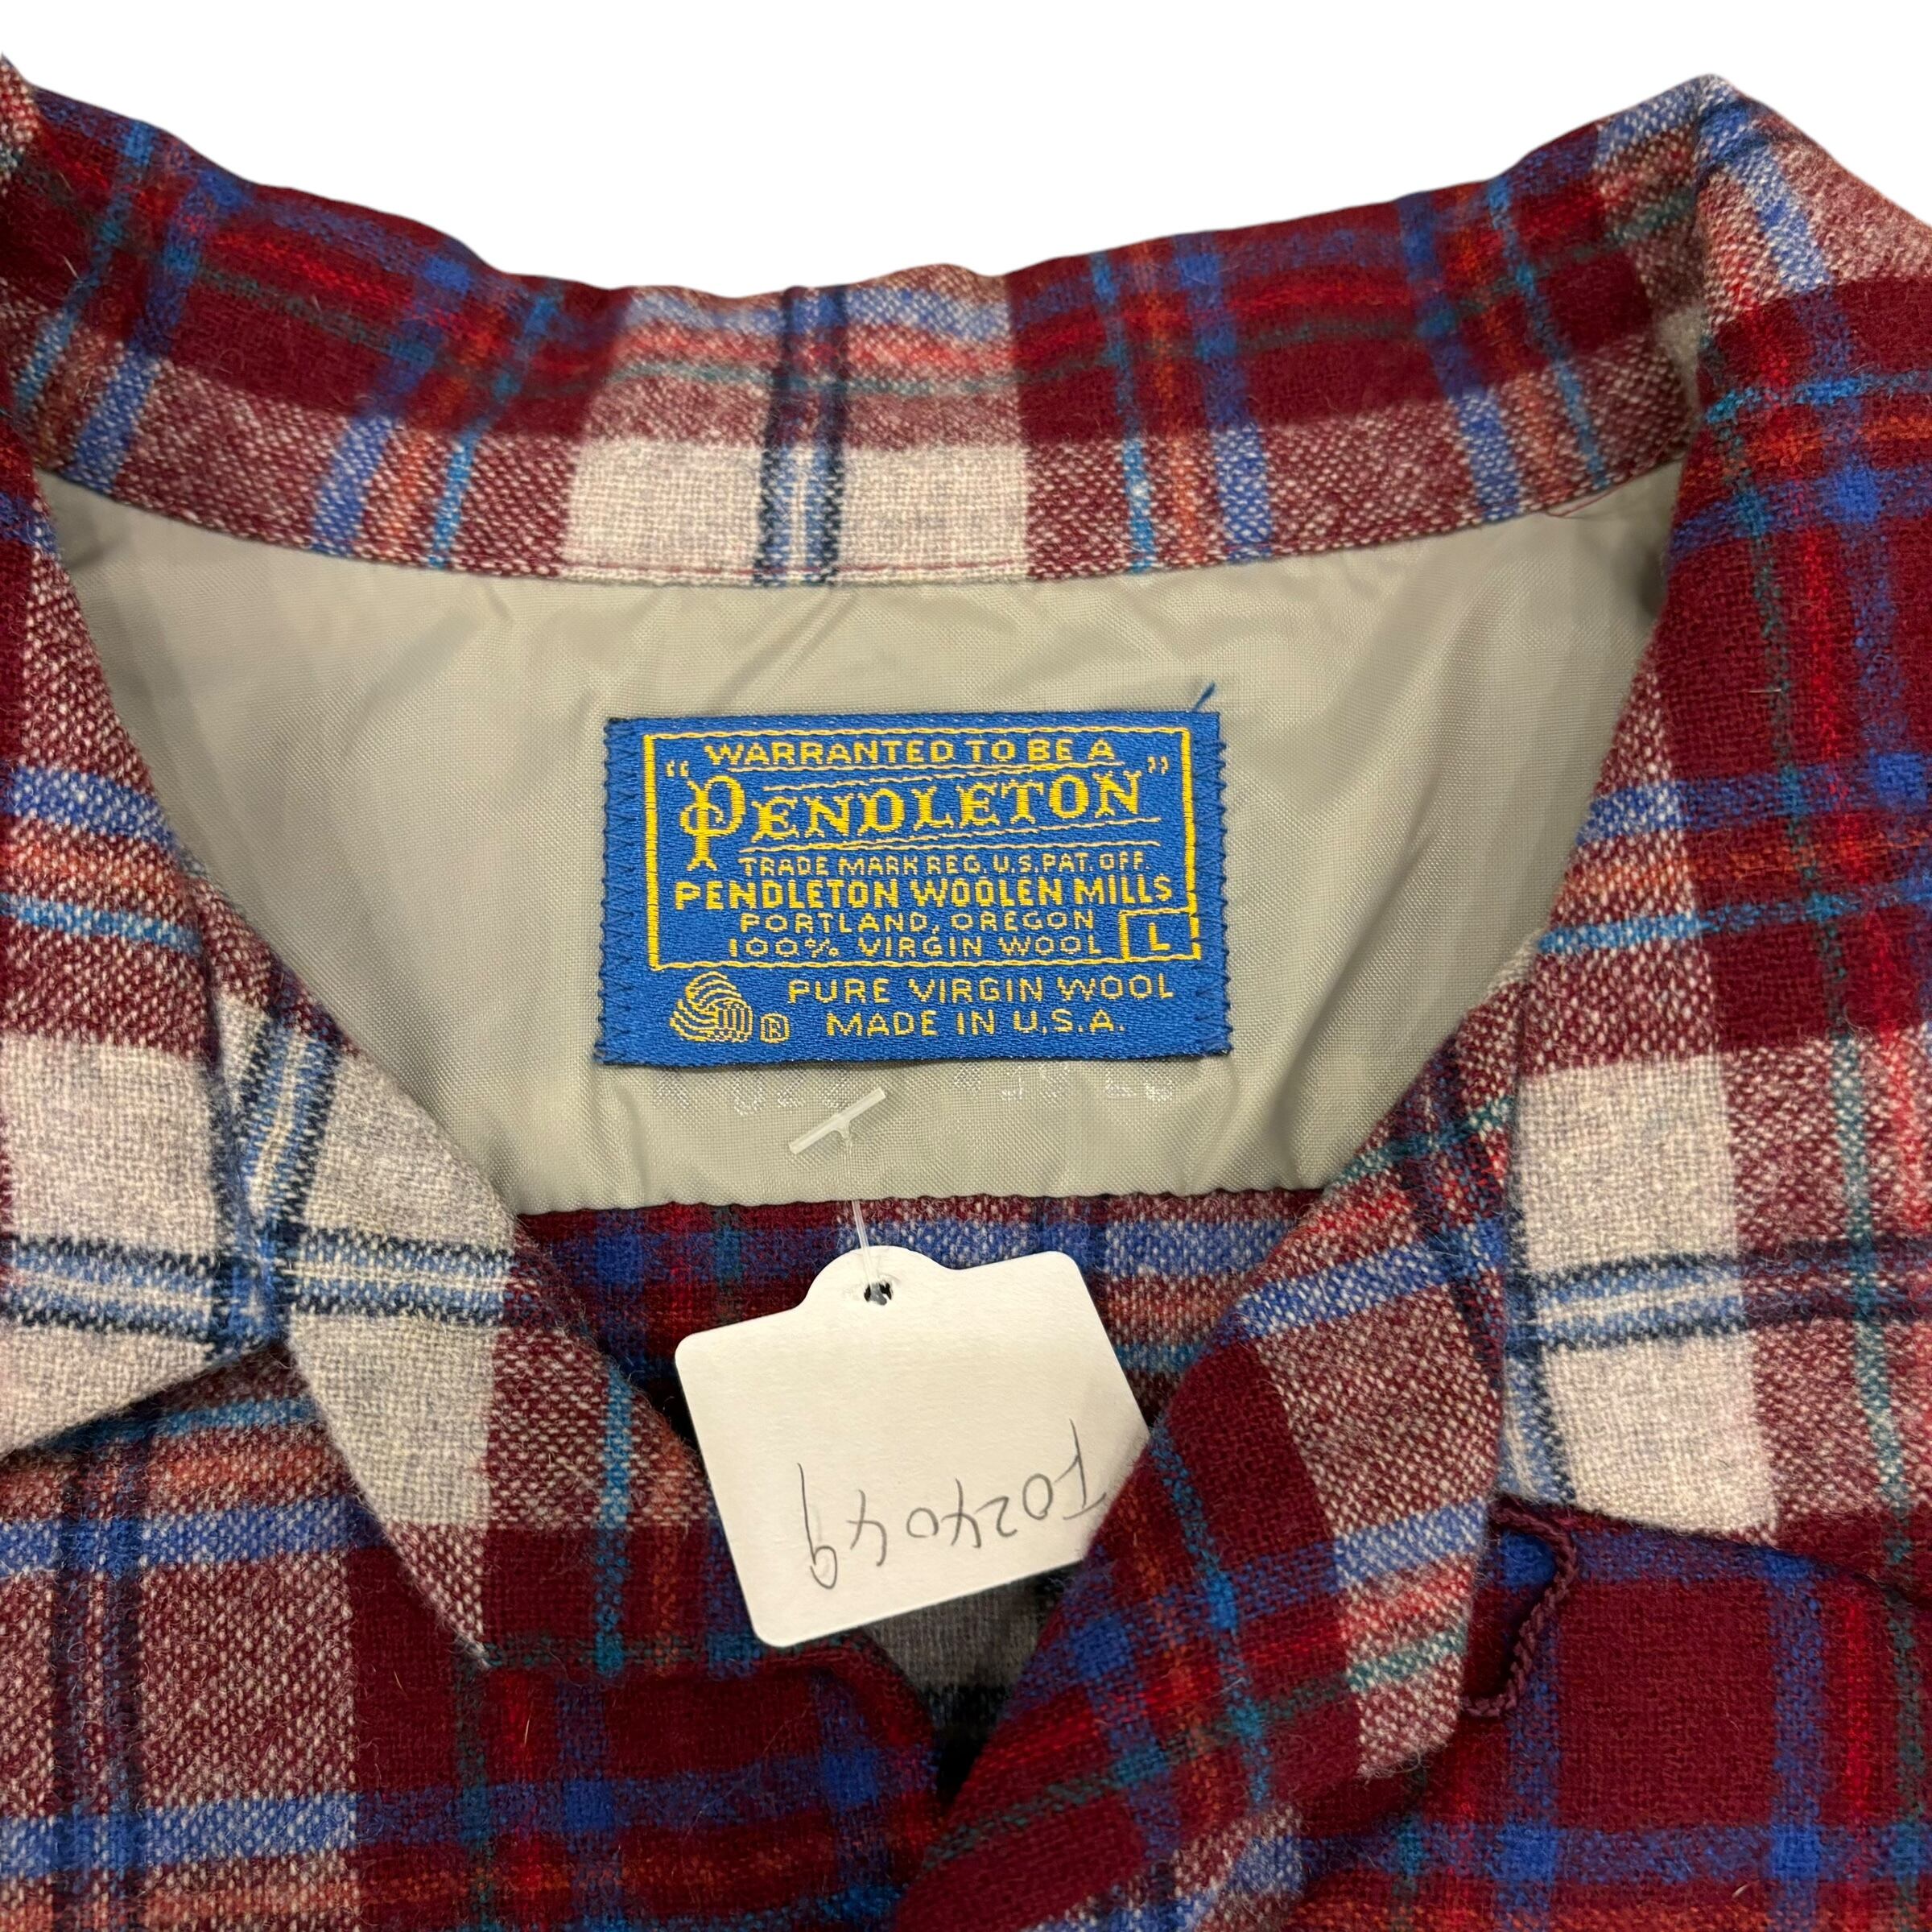 WARRANTED TO BE A
"PENDLETON"
TRADE MARK REG. U.S. PAT. OFF.
PENDLETON WOOLEN MILLS
PORTLAND, OREGON
100% VIRGIN WOOL L
PURE VIRGIN WOOL
® MADE IN U.S.A.